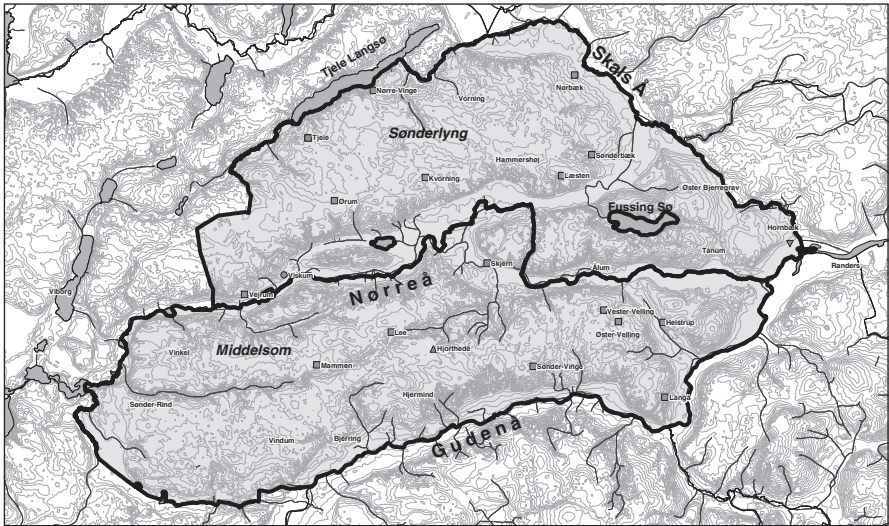 Skals Å
Tjele Langsø
Nørbæk
Nørre-Vinge
Vorning
Sønderlyng
Tjele
Sønderbæk
Hammershøj
Læsten
Kvorning
Øster Bjerregrav
Ørum
Fussing Sø
Hornbæk
Tånum
Skjern
Randers
Ålum
Viskum
Viborg
Vejrum
Nørreå
Vester-Velling
Helstrup
Øster-Velling
Lee
Vinkel
Middelsom
Hjorthede
Mammen
Sønder-Vinge
Hjermind
Langå
Sønder-Rind
Gudenå
Vindum
Bjerring